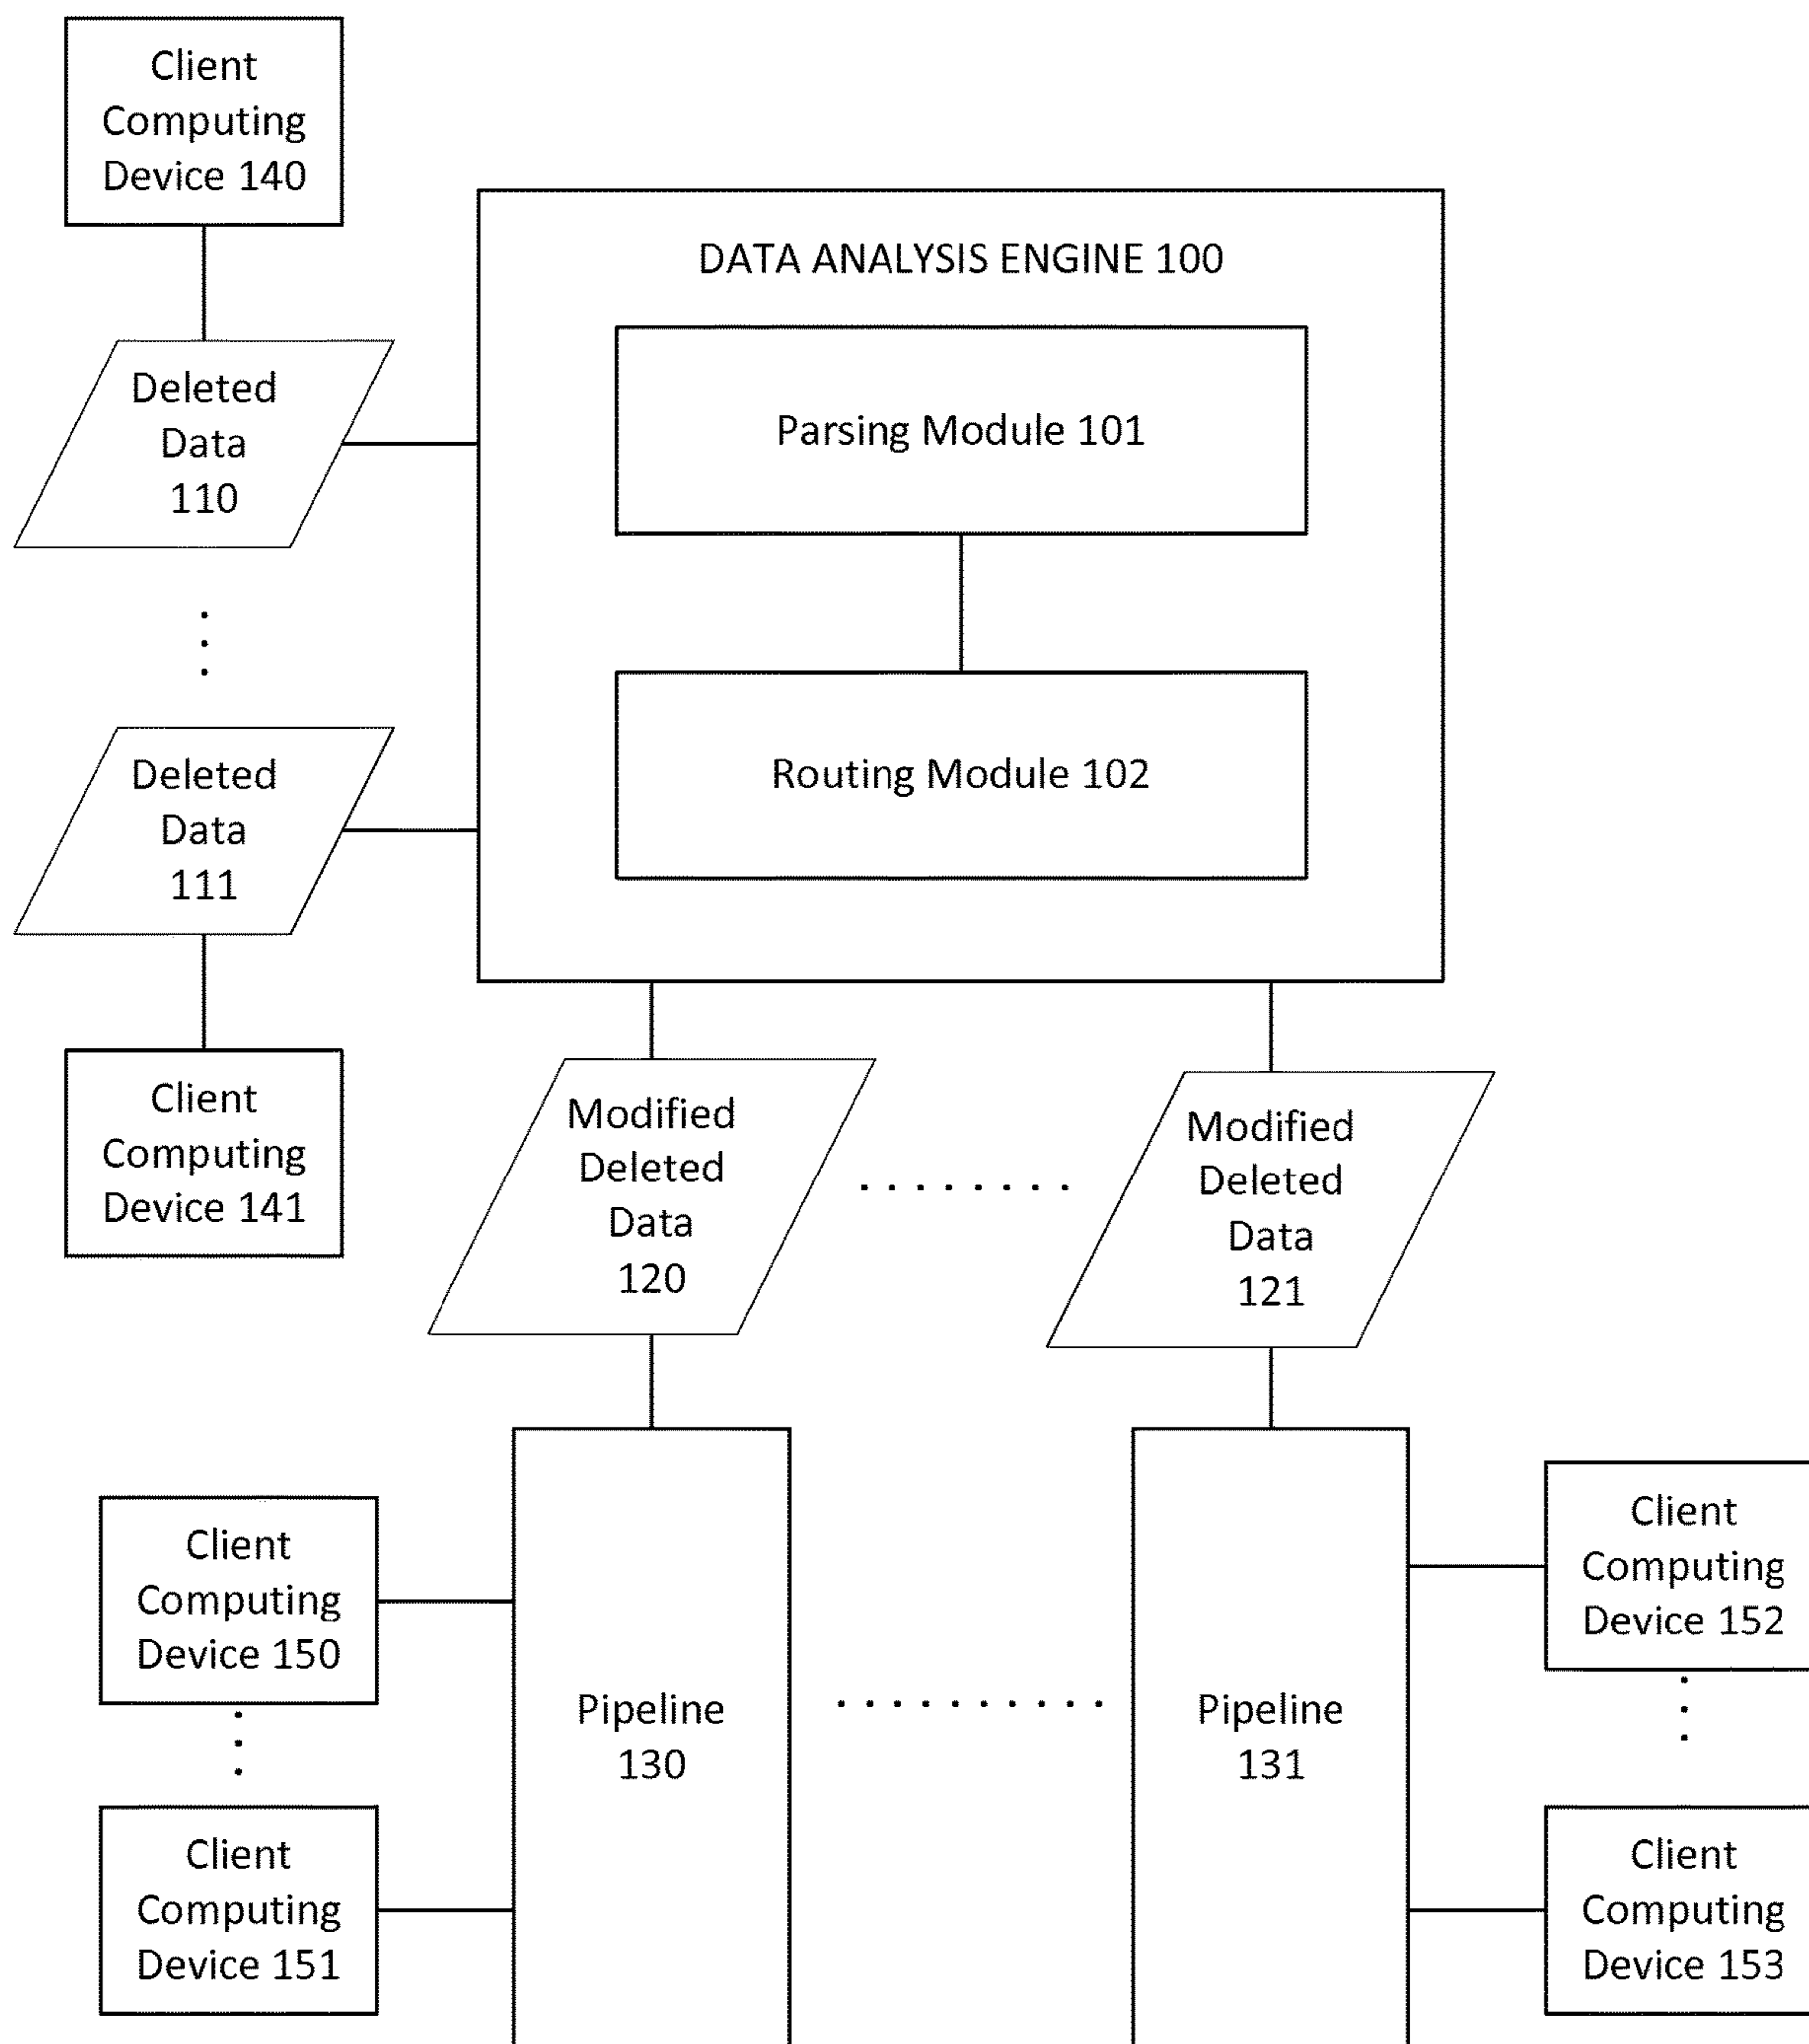 Client
Computing
Device 140
DATA ANALYSIS ENGINE 100
Parsing Module 101
Deleted
Data
110
Routing Module 102
Deleted
Data
111
Client
Computing
Device 141
Modified
Deleted
Data
120
Modified
Deleted
Data
121
Client
Computing
Device 150
Pipeline
130
Pipeline
131
Client
Computing
Device 152
Client
Computing
Device 151
Client
Computing
Device 153